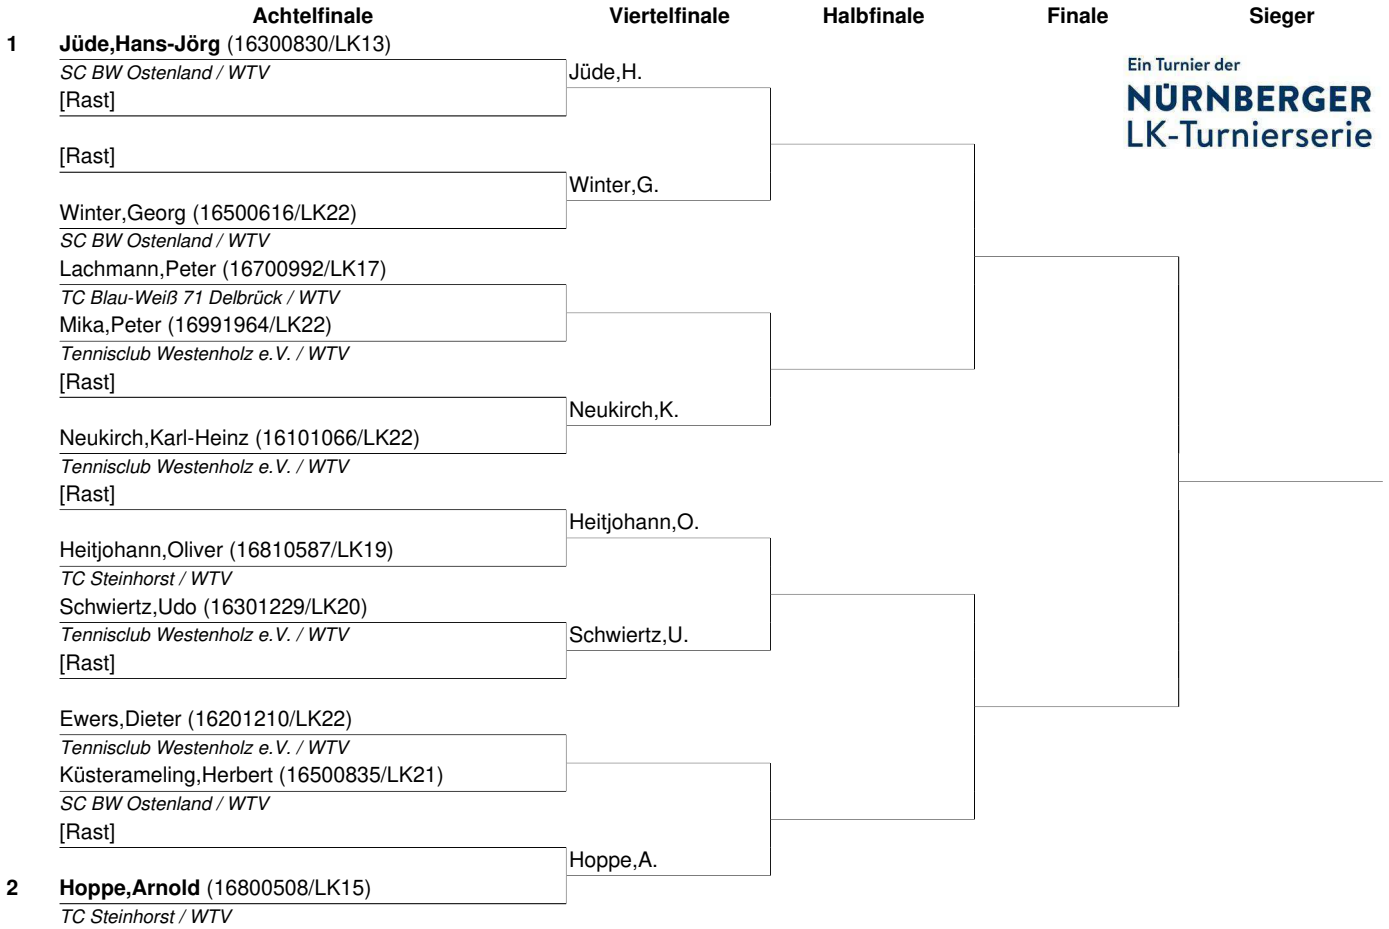 Achtelfinale Viertelfinale Halbfinale Finale Sieger
1 Jüde,Hans-Jörg (16300830/LK13)
Ein Turnier der
SC BW Ostenland / WTV Jüde,H.
[Rast] NÜRNBERGER
LK-Turnierserie
[Rast]
Winter,G.
Winter,Georg (16500616/LK22)
SC BW Ostenland / WTV
Lachmann,Peter (16700992/LK17)
TC Blau-Weiß 71 Delbrück / WTV
Mika,Peter (16991964/LK22)
Tennisclub Westenholz e.V. / WTV
[Rast]
Neukirch,K.
Neukirch,Karl-Heinz (16101066/LK22)
Tennisclub Westenholz e.V. / WTV
[Rast]
Heitjohann,O.
Heitjohann,Oliver (16810587/LK19)
TC Steinhorst / WTV
Schwiertz,Udo (16301229/LK20)
Tennisclub Westenholz e.V. / WTV Schwiertz,U.
[Rast]
Ewers,Dieter (16201210/LK22)
Tennisclub Westenholz e.V. / WTV
Küsterameling,Herbert (16500835/LK21)
SC BW Ostenland / WTV
[Rast]
Hoppe,A.
2 Hoppe,Arnold (16800508/LK15)
TC Steinhorst / WTV